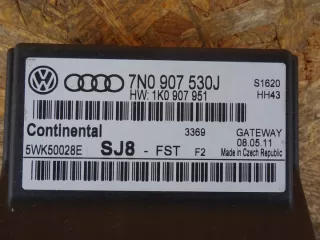 7N0 907 530J S1620
HW: 1K0 907 951 HH43
Continental 3369 GATEWAY
08.05.11
5WK50028E SJ8 - FST F2 Made in Czech Republic